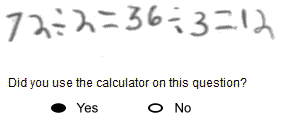 72÷2=36÷3=12
Did you use the calculator on this question?
Yes No